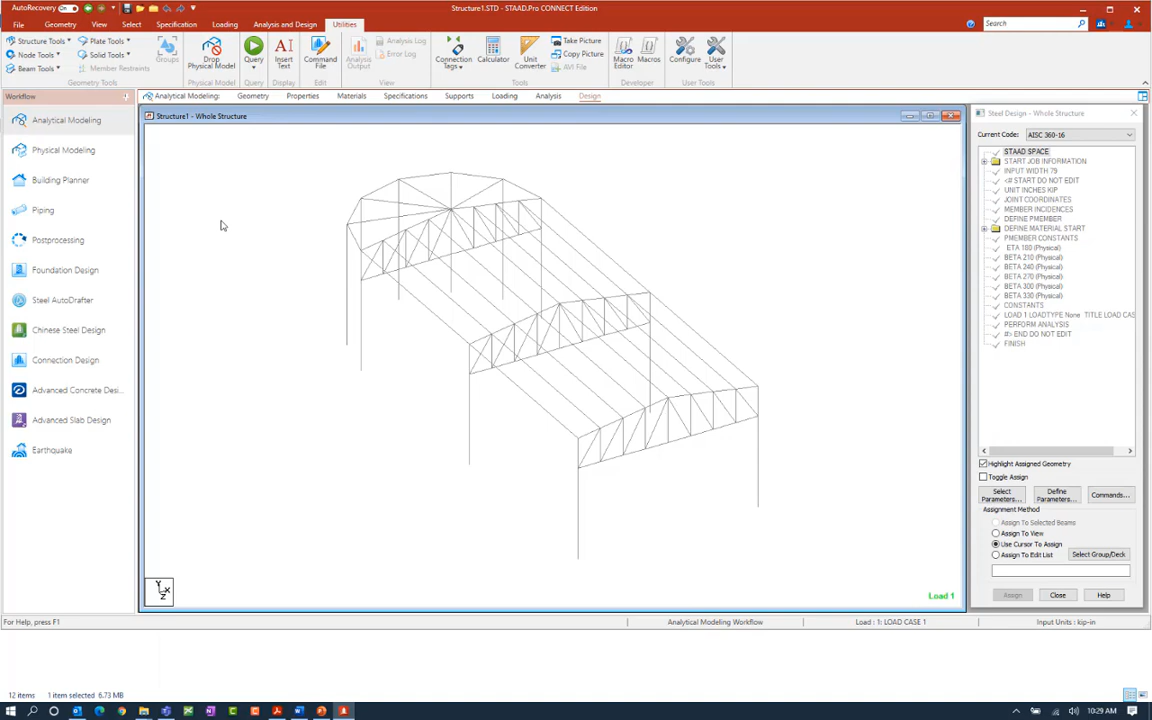 AutoRecovery
Structure1.STD - STAAD.Pro CONNECT Edition
File Geometry View Select Specification Loading Analysis and Design Utilities
Search
Structure Tools
Node Tools
Beam Tools
Plate Tools
Solid Tools
Member Restraints
Groups
Geometry Tools
Drop Physical Model
Physical Model
Query
Query
Insert Text
Display
Command File
Edit
Analysis Output
Analysis Log
Error Log
View
Connection Tags
Calculator
Unit Converter
Take Picture
Copy Picture
AVI File
Tools
Macro Editor
Macros
Developer
Configure
User Tools
User Tools
Workflow
Analytical Modeling: Geometry Properties Materials Specifications Supports Loading Analysis Design
Analytical Modeling
Physical Modeling
Building Planner
Piping
Postprocessing
Foundation Design
Steel AutoDrafter
Chinese Steel Design
Connection Design
Advanced Concrete Desi...
Advanced Slab Design
Earthquake
Structure1 - Whole Structure
Y
X
Z
Load 1
Steel Design - Whole Structure
Current Code: AISC 360-16
STAAD SPACE
START JOB INFORMATION
INPUT WIDTH 79
<# START DO NOT EDIT
UNIT INCHES KIP
JOINT COORDINATES
MEMBER INCIDENCES
DEFINE PMEMBER
DEFINE MATERIAL START
PMEMBER CONSTANTS
ETA 180 (Physical)
BETA 210 (Physical)
BETA 240 (Physical)
BETA 270 (Physical)
BETA 300 (Physical)
BETA 330 (Physical)
CONSTANTS
LOAD 1 LOADTYPE None TITLE LOAD CAS
PERFORM ANALYSIS
#> END DO NOT EDIT
FINISH
Highlight Assigned Geometry
Toggle Assign
Select Parameters...
Define Parameters...
Commands...
Assignment Method
Assign To Selected Beams
Assign To View
Use Cursor To Assign
Assign To Edit List
Select Group/Deck
Assign Close Help
For Help, press F1
Analytical Modeling Workflow
Load : 1: LOAD CASE 1
Input Units : kip-in
12 items 1 item selected 6.73 MB
10:29 AM